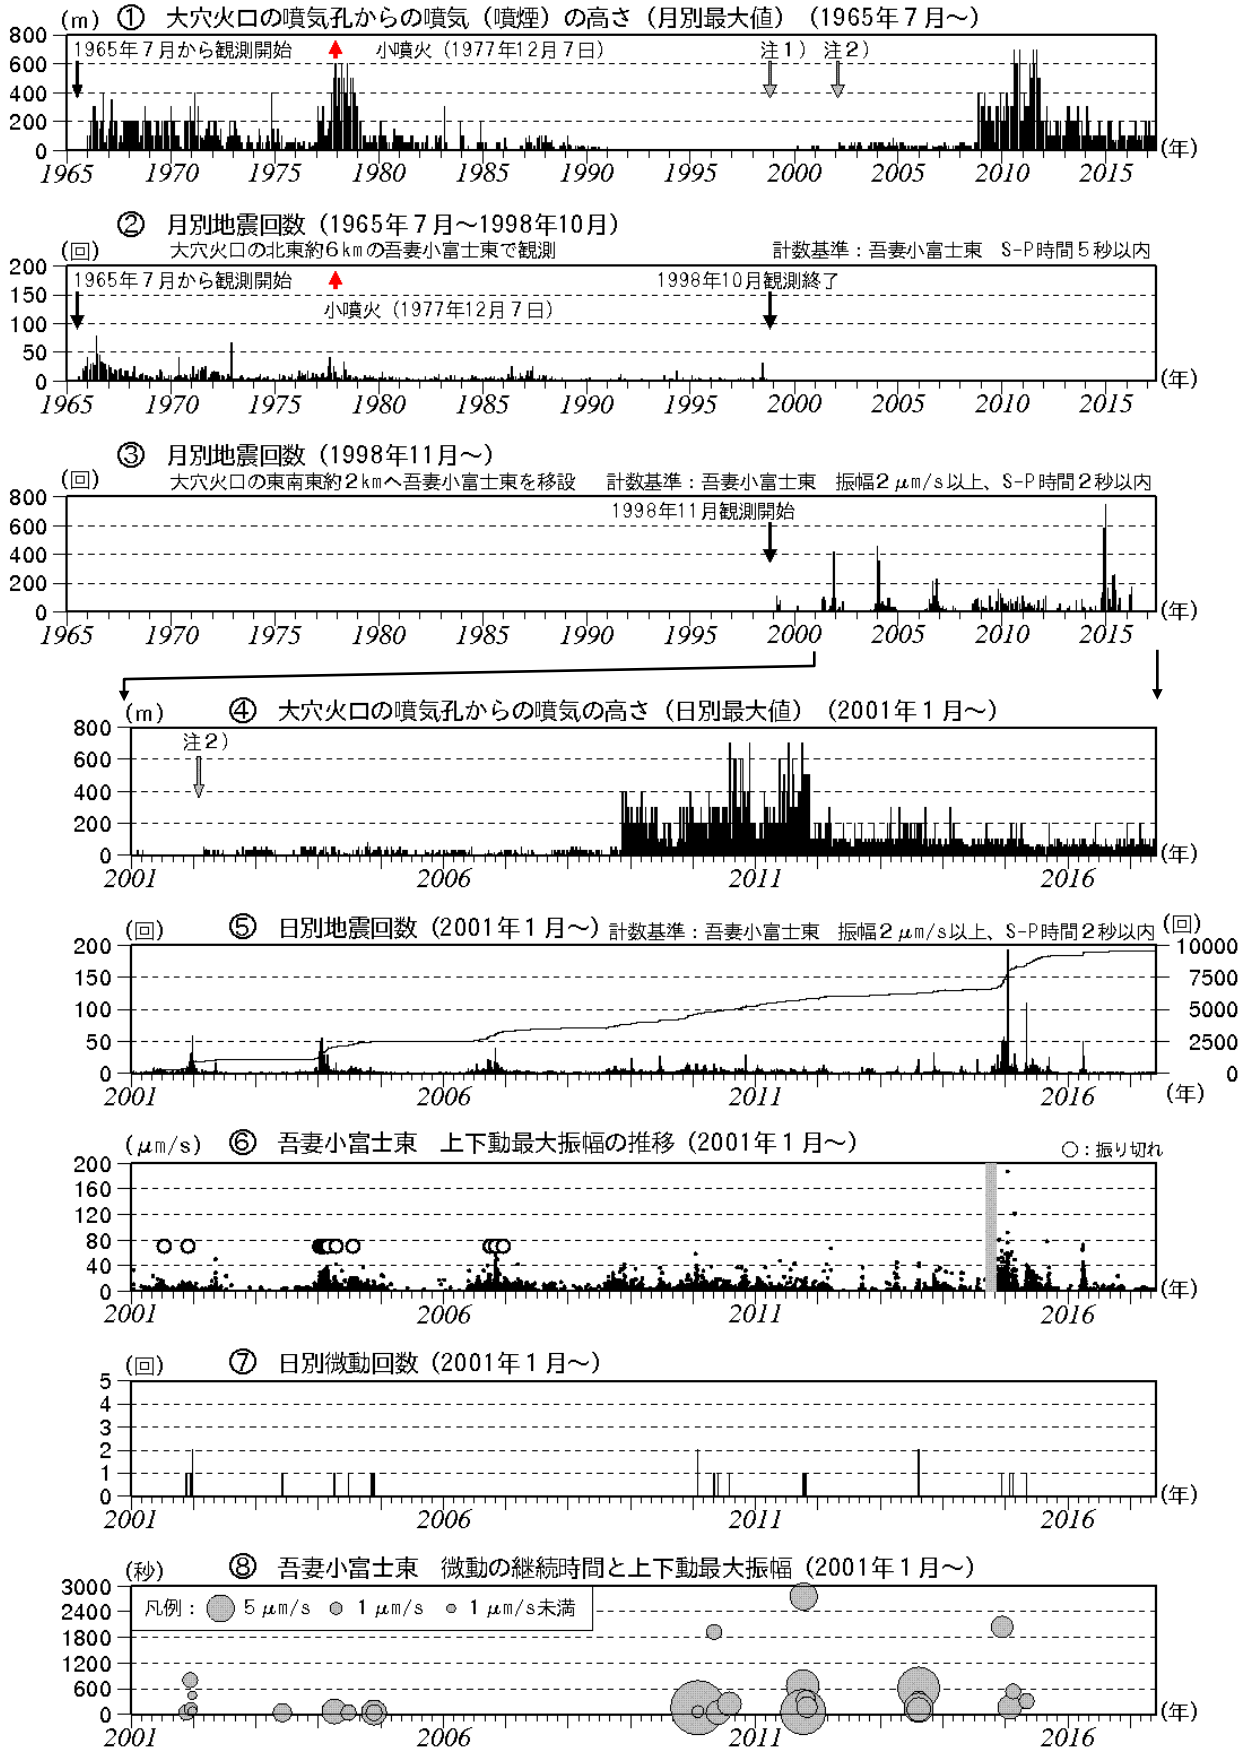 (m) ① 大穴火口の噴気孔からの噴気（噴煙）の高さ（月別最大値）（1965年7月～）
800
600
400
200
0
1965年7月から観測開始
小噴火（1977年12月7日）
注1）
注2）
1965 1970 1975 1980 1985 1990 1995 2000 2005 2010 2015 (年)
② 月別地震回数（1965年7月～1998年10月）
(回) 大穴火口の北東約6kmの吾妻小富士東で観測 計数基準：吾妻小富士東 S-P時間5秒以内
200
150
100
50
0
1965年7月から観測開始
小噴火（1977年12月7日）
1998年10月観測終了
1965 1970 1975 1980 1985 1990 1995 2000 2005 2010 2015 (年)
③ 月別地震回数（1998年11月～）
(回) 大穴火口の東南東約2kmへ吾妻小富士東を移設 計数基準：吾妻小富士東 振幅2μm/s以上、S-P時間2秒以内
800
600
400
200
0
1998年11月観測開始
1965 1970 1975 1980 1985 1990 1995 2000 2005 2010 2015 (年)
(m) ④ 大穴火口の噴気孔からの噴気の高さ（日別最大値）（2001年1月～）
800
600
400
200
0
注2）
2001 2006 2011 2016 (年)
(回) ⑤ 日別地震回数（2001年1月～） 計数基準：吾妻小富士東 振幅2μm/s以上、S-P時間2秒以内 (回)
200 10000
150 7500
100 5000
50 2500
0 0
2001 2006 2011 2016 (年)
(μm/s) ⑥ 吾妻小富士東 上下動最大振幅の推移（2001年1月～） ○：振り切れ
200
160
120
80
40
0
2001 2006 2011 2016 (年)
(回) ⑦ 日別微動回数（2001年1月～）
5
4
3
2
1
0
2001 2006 2011 2016 (年)
(秒) ⑧ 吾妻小富士東 微動の継続時間と上下動最大振幅（2001年1月～）
3000
2400
1800
1200
600
0
凡例： 5 μm/s 1 μm/s 1 μm/s未満
2001 2006 2011 2016 (年)